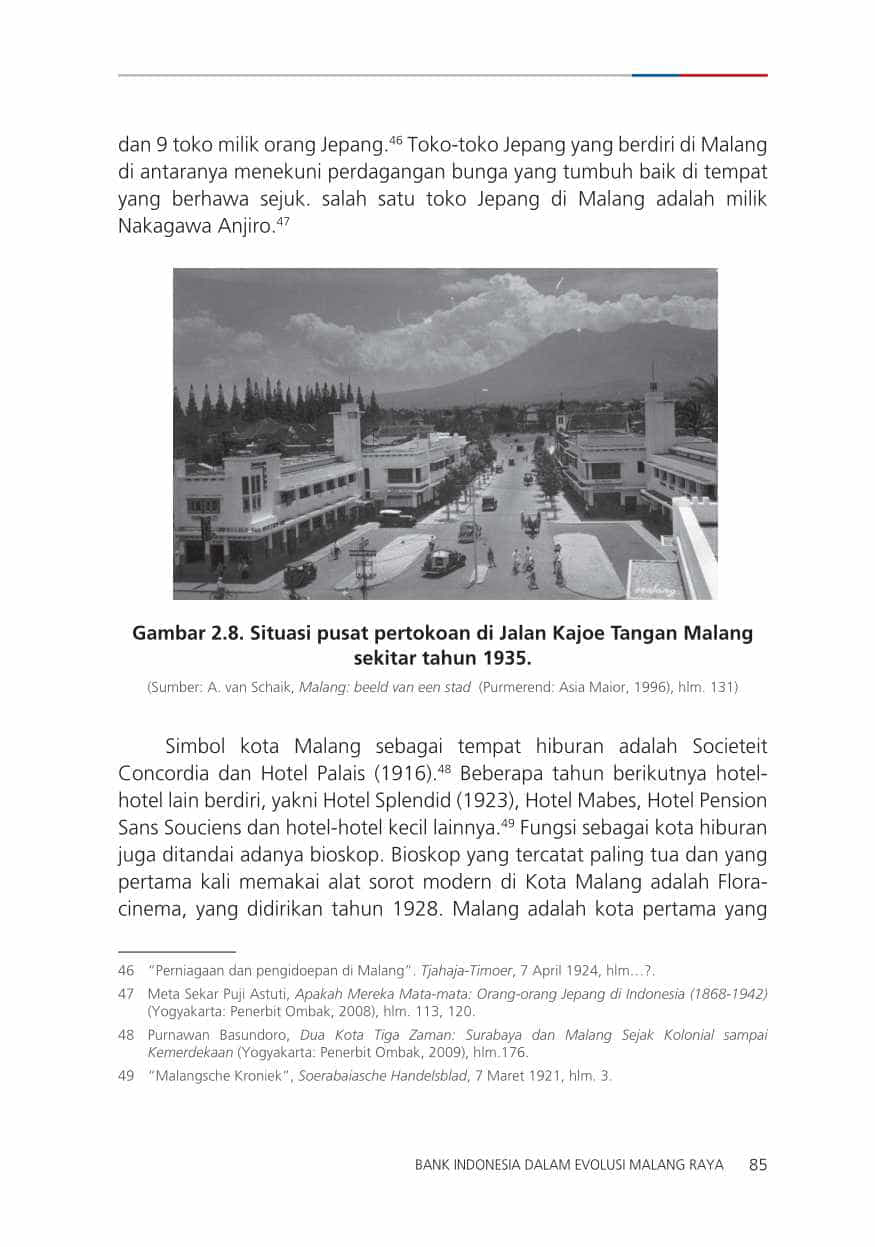 dan 9 toko milik orang Jepang.46 Toko-toko Jepang yang berdiri di Malang
di antaranya menekuni perdagangan bunga yang tumbuh baik di tempat
yang berhawa sejuk. salah satu toko Jepang di Malang adalah milik
Nakagawa Anjiro.47
malang
Gambar 2.8. Situasi pusat pertokoan di Jalan Kajoe Tangan Malang
sekitar tahun 1935.
(Sumber: A. van Schaik, Malang: beeld van een stad (Purmerend: Asia Maior, 1996), hlm. 131)
Simbol kota Malang sebagai tempat hiburan adalah Societeit
Concordia dan Hotel Palais (1916).48 Beberapa tahun berikutnya hotel-
hotel lain berdiri, yakni Hotel Splendid (1923), Hotel Mabes, Hotel Pension
Sans Souciens dan hotel-hotel kecil lainnya.49 Fungsi sebagai kota hiburan
juga ditandai adanya bioskop. Bioskop yang tercatat paling tua dan yang
pertama kali memakai alat sorot modern di Kota Malang adalah Flora-
cinema, yang didirikan tahun 1928. Malang adalah kota pertama yang
46 “Perniagaan dan pengidoepan di Malang”. Tjahaja-Timoer, 7 April 1924, hlm…?.
47 Meta Sekar Puji Astuti, Apakah Mereka Mata-mata: Orang-orang Jepang di Indonesia (1868-1942)
(Yogyakarta: Penerbit Ombak, 2008), hlm. 113, 120.
48 Purnawan Basundoro, Dua Kota Tiga Zaman: Surabaya dan Malang Sejak Kolonial sampai
Kemerdekaan (Yogyakarta: Penerbit Ombak, 2009), hlm.176.
49 “Malangsche Kroniek”, Soerabaiasche Handelsblad, 7 Maret 1921, hlm. 3.
BANK INDONESIA DALAM EVOLUSI MALANG RAYA 85